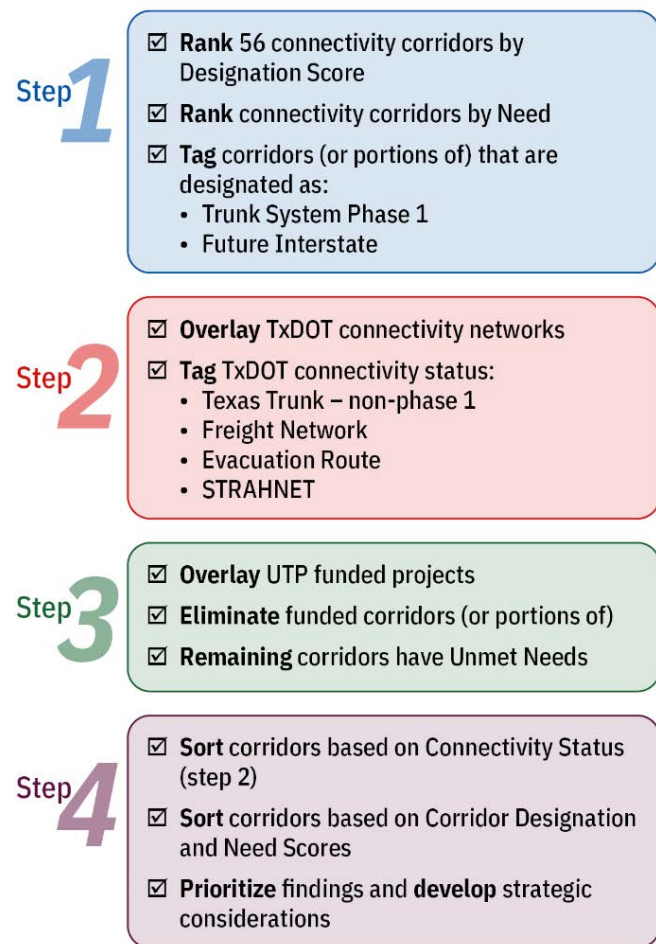 Step 1
☑ Rank 56 connectivity corridors by
Designation Score
☑ Rank connectivity corridors by Need
☑ Tag corridors (or portions of) that are
designated as:
• Trunk System Phase 1
• Future Interstate
Step 2
☑ Overlay TxDOT connectivity networks
☑ Tag TxDOT connectivity status:
• Texas Trunk – non-phase 1
• Freight Network
• Evacuation Route
• STRAHNET
Step 3
☑ Overlay UTP funded projects
☑ Eliminate funded corridors (or portions of)
☑ Remaining corridors have Unmet Needs
Step 4
☑ Sort corridors based on Connectivity Status
(step 2)
☑ Sort corridors based on Corridor Designation
and Need Scores
☑ Prioritize findings and develop strategic
considerations